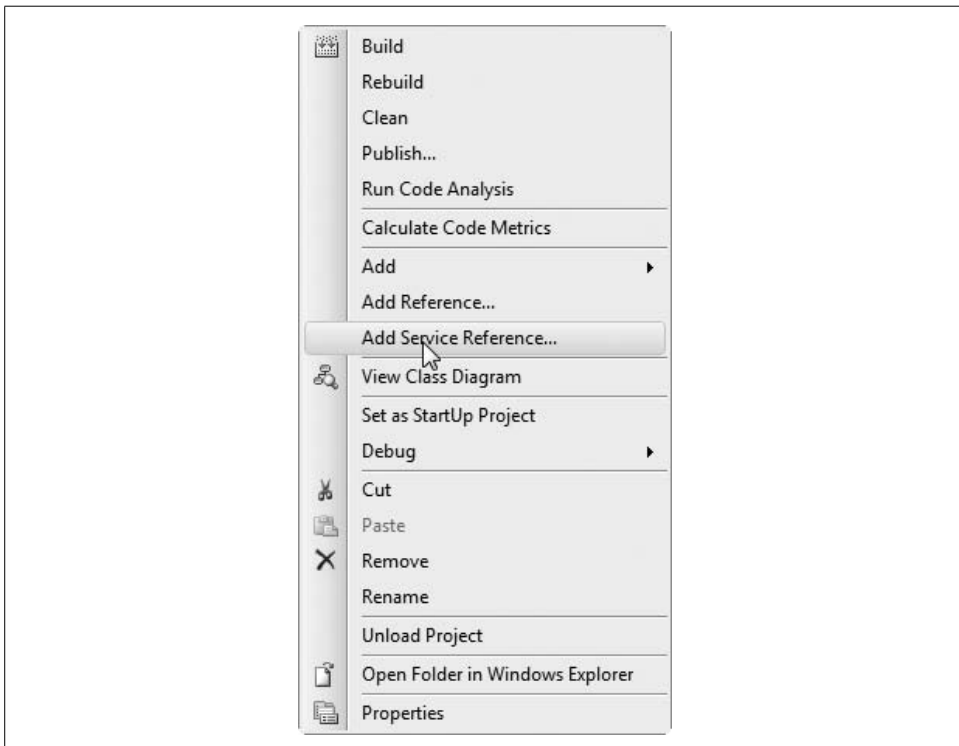 Build
Rebuild
Clean
Publish...
Run Code Analysis
Calculate Code Metrics
Add
Add Reference...
Add Service Reference...
View Class Diagram
Set as StartUp Project
Debug
Cut
Paste
Remove
Rename
Unload Project
Open Folder in Windows Explorer
Properties